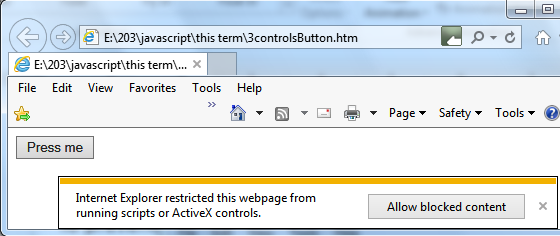 E:\203\javascript\this term\3controlsButton.htm
E:\203\javascript\this term\...
File Edit View Favorites Tools Help
» Page Safety Tools
Press me
Internet Explorer restricted this webpage from
running scripts or ActiveX controls.
Allow blocked content